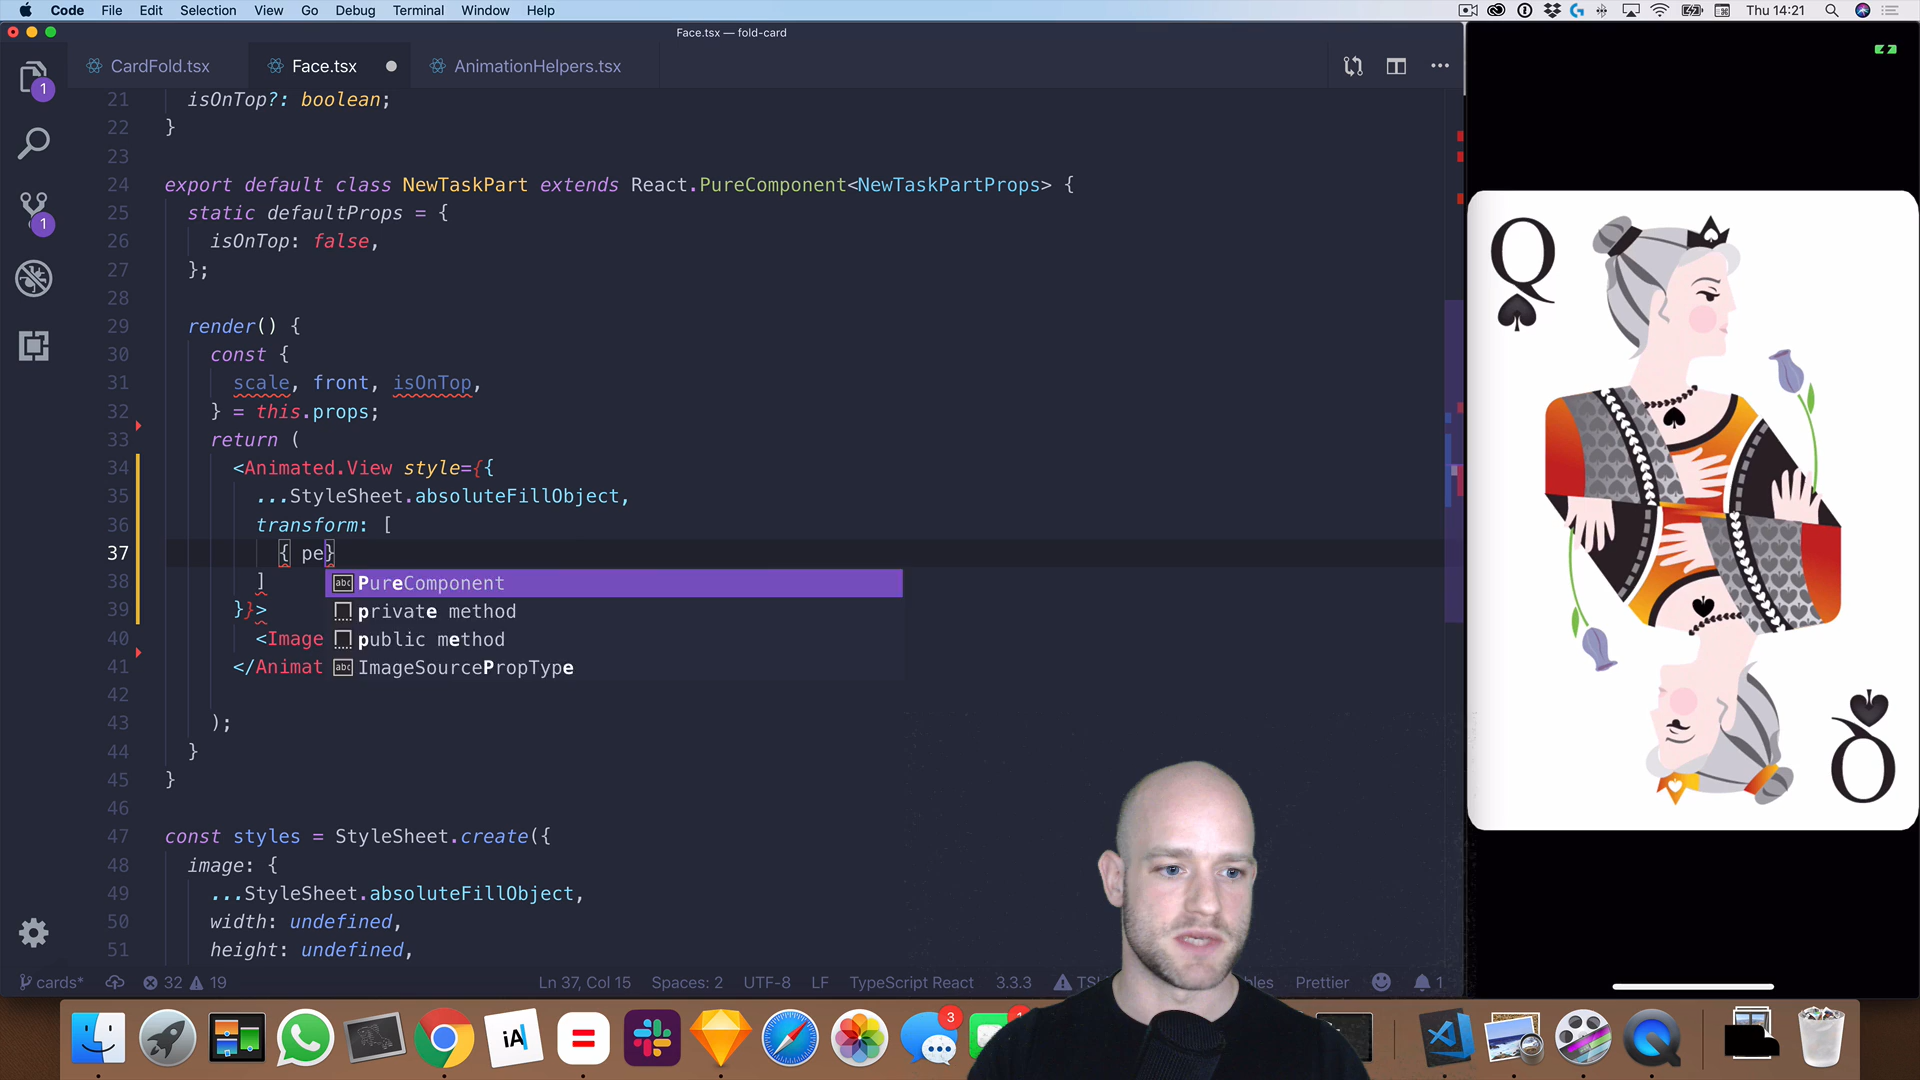 Code File Edit Selection View Go Debug Terminal Window Help Thu 14:21
Face.tsx — fold-card
CardFold.tsx Face.tsx AnimationHelpers.tsx
1
1
21 isOnTop?: boolean;
22 }
23
24 export default class NewTaskPart extends React.PureComponent<NewTaskPartProps> {
25 static defaultProps = {
26 isOnTop: false,
27 };
28
29 render() {
30 const {
31 scale, front, isOnTop,
32 } = this.props;
33 return (
34 <Animated.View style={{
35 ...StyleSheet.absoluteFillObject,
36 transform: [
37 { pe}
38 ]
39 }}>
40 <Image
41 </Animat
42
43 );
44 }
45 }
46
47 const styles = StyleSheet.create({
48 image: {
49 ...StyleSheet.absoluteFillObject,
50 width: undefined,
51 height: undefined,
PureComponent
private method
public method
ImageSourcePropType
cards* 32 19 Ln 37, Col 15 Spaces: 2 UTF-8 LF TypeScript React 3.3.3 Prettier 1
Q
Q
iA
3